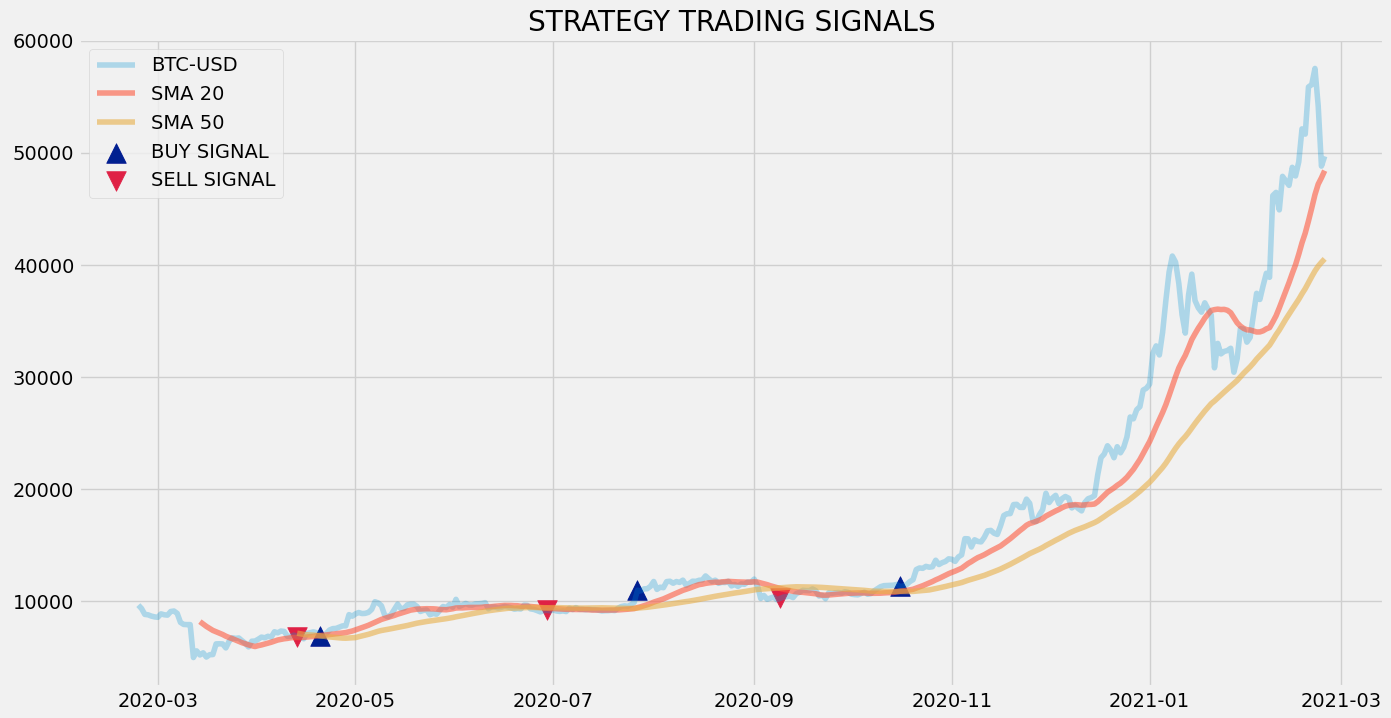 STRATEGY TRADING SIGNALS
60000
50000
40000
30000
20000
10000
BTC-USD
SMA 20
SMA 50
BUY SIGNAL
SELL SIGNAL
2020-03 2020-05 2020-07 2020-09 2020-11 2021-01 2021-03